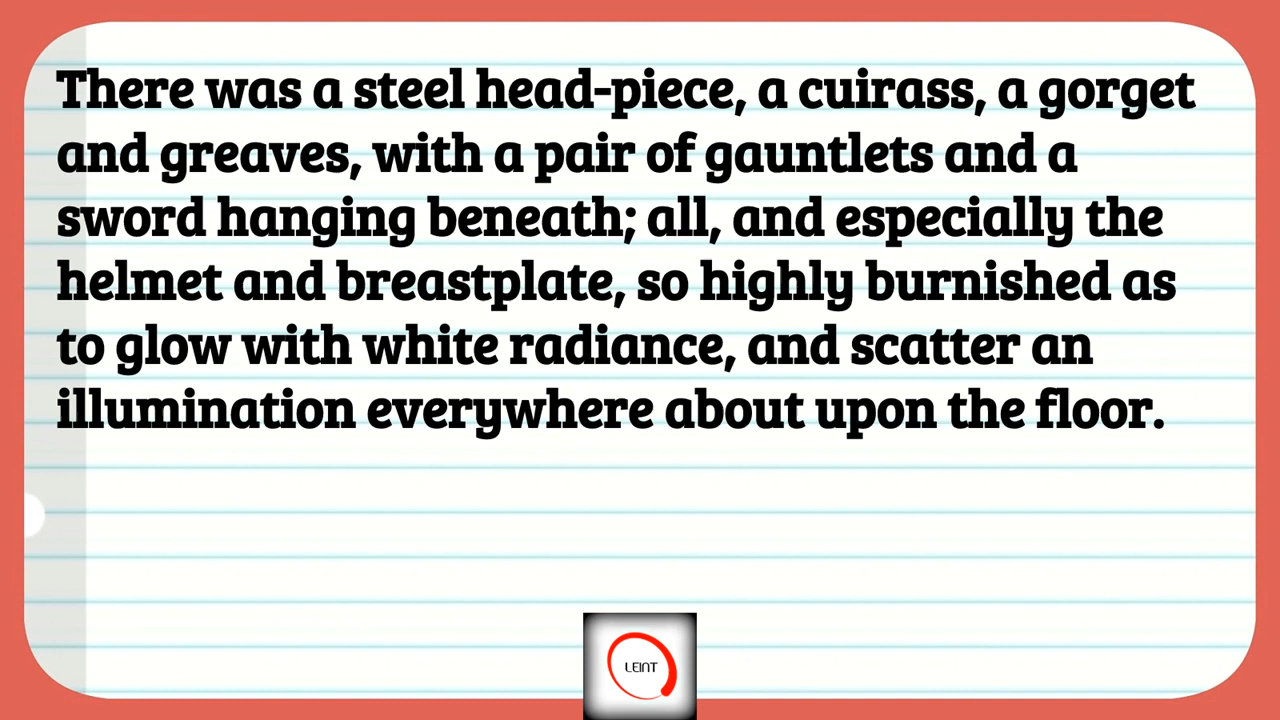 There was a steel head-piece, a cuirass, a gorget
and greaves, with a pair of gauntlets and a
sword hanging beneath; all, and especially the
helmet and breastplate, so highly burnished as
to glow with white radiance, and scatter an
illumination everywhere about upon the floor.
LEINT